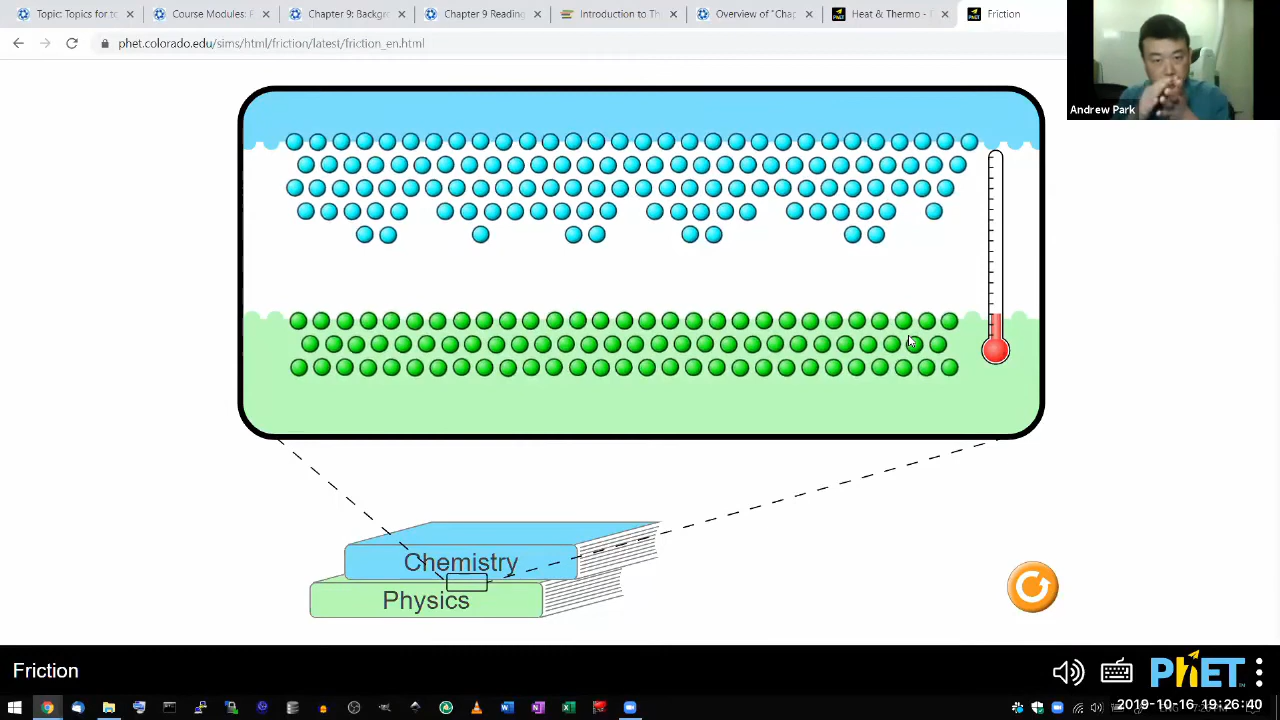 Topic: Topics for te
Course Modules: F
Chapter 9: Backgr
Chapter 9 Reading
Introduction to Th
Overview of "Chap
Heat & Thermo - P
Friction
phet.colorado.edu/sims/html/friction/latest/friction_en.html
Andrew Park
Chemistry
Physics
Friction
PhET
2019-10-16 19:26:40